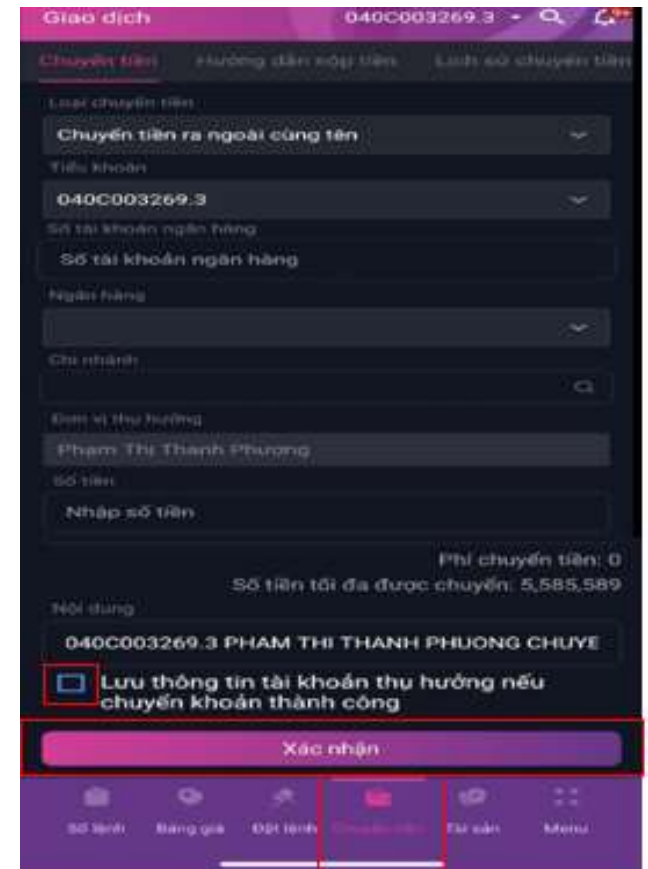 Giao dịch 040C003269.3
Chuyển tiền Hướng dẫn nộp tiền Lịch sử chuyển tiền
Loại chuyển tiền
Chuyển tiền ra ngoài cùng tên
Tiểu khoản
040C003269.3
Số tài khoản ngân hàng
Số tài khoản ngân hàng
Ngân hàng
Chi nhánh
Đơn vị thụ hưởng
Phạm Thị Thanh Phương
Số tiền
Nhập số tiền
Phí chuyển tiền: 0
Số tiền tối đa được chuyển: 5,585,589
Nội dung
040C003269.3 PHAM THI THANH PHUONG CHUYE
Lưu thông tin tài khoản thụ hưởng nếu
chuyển khoản thành công
Xác nhận
Sổ lệnh Bảng giá Đặt lệnh Chuyển tiền Tài sản Menu